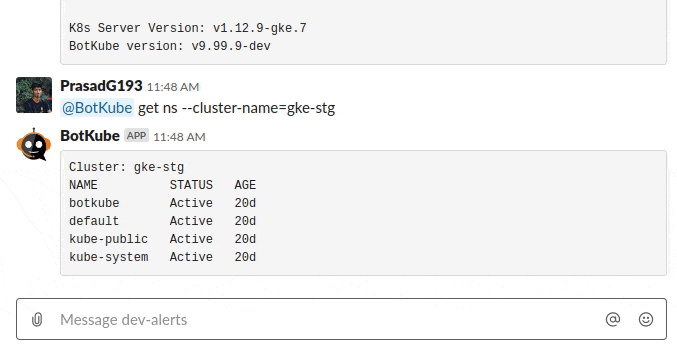 K8s Server Version: v1.12.9-gke.7
BotKube version: v9.99.9-dev
PrasadG193 11:48 AM
@BotKube get ns --cluster-name=gke-stg
BotKube APP 11:48 AM
Cluster: gke-stg
NAME STATUS AGE
botkube Active 20d
default Active 20d
kube-public Active 20d
kube-system Active 20d
Message dev-alerts